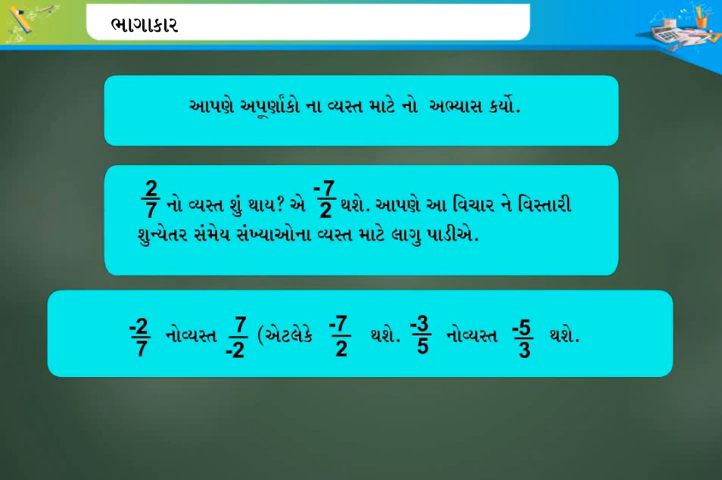 ભાગાકાર
આપણે અપૂર્ણાંકો ના વ્યસ્ત માટે નો અભ્યાસ કર્યો.
2/7 નો વ્યસ્ત શું થાય? એ -7/2 થશે. આપણે આ વિચાર ને વિસ્તારી
શુન્યેતર સંમેય સંખ્યાઓના વ્યસ્ત માટે લાગુ પાડીએ.
-2/7 નોવ્યસ્ત 7/-2 (એટલેકે -7/2 થશે. -3/5 નોવ્યસ્ત -5/3 થશે.